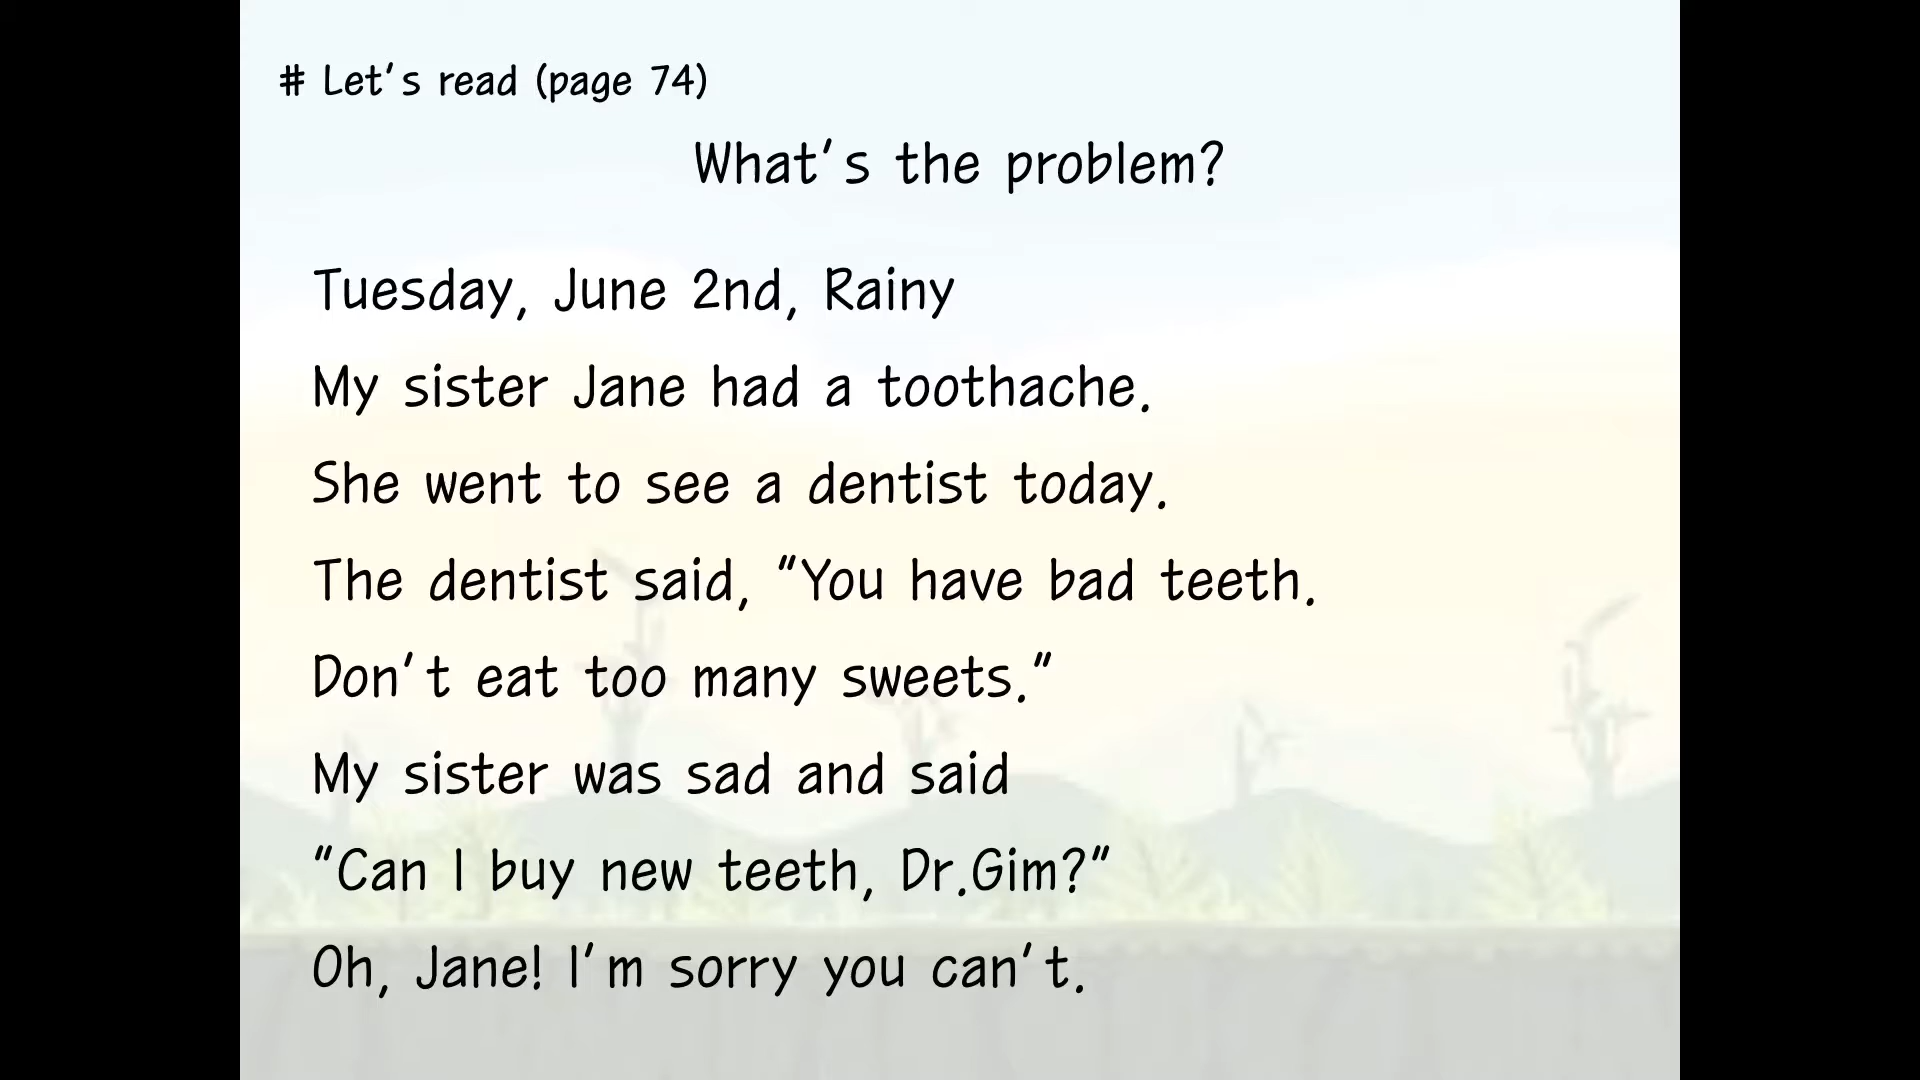 # Let's read (page 74)
What's the problem?
Tuesday, June 2nd, Rainy
My sister Jane had a toothache.
She went to see a dentist today.
The dentist said, "You have bad teeth.
Don't eat too many sweets."
My sister was sad and said
"Can I buy new teeth, Dr.Gim?"
Oh, Jane! I'm sorry you can't.